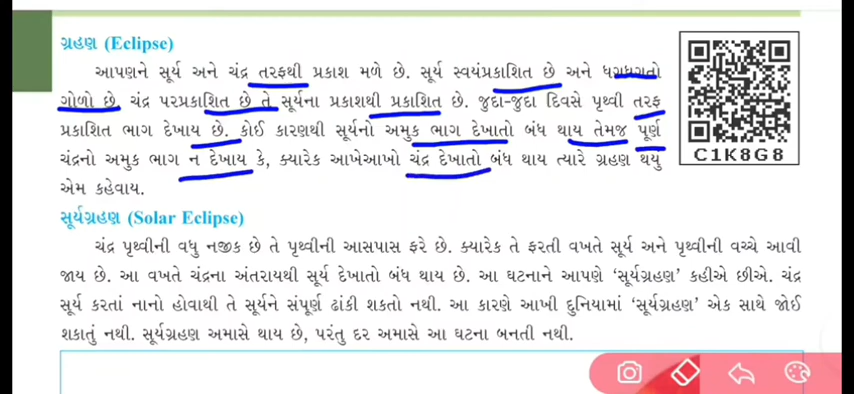 ગ્રહણ (Eclipse)
આપણને સૂર્ય અને ચંદ્ર તરફથી પ્રકાશ મળે છે. સૂર્ય સ્વયંપ્રકાશિત છે અને ધગધગતો
ગોળો છે. ચંદ્ર પરપ્રકાશિત છે તે સૂર્યના પ્રકાશથી પ્રકાશિત છે. જુદા-જુદા દિવસે પૃથ્વી તરફ
પ્રકાશિત ભાગ દેખાય છે. કોઈ કારણથી સૂર્યનો અમુક ભાગ દેખાતો બંધ થાય તેમજ પૂર્ણ
ચંદ્રનો અમુક ભાગ ન દેખાય કે, ક્યારેક આખેઆખો ચંદ્ર દેખાતો બંધ થાય ત્યારે ગ્રહણ થયુ
એમ કહેવાય.
C1K8G8
સૂર્યગ્રહણ (Solar Eclipse)
ચંદ્ર પૃથ્વીની વધુ નજીક છે તે પૃથ્વીની આસપાસ ફરે છે. ક્યારેક તે ફરતી વખતે સૂર્ય અને પૃથ્વીની વચ્ચે આવી
જાય છે. આ વખતે ચંદ્રના અંતરાયથી સૂર્ય દેખાતો બંધ થાય છે. આ ઘટનાને આપણે ‘સૂર્યગ્રહણ’ કહીએ છીએ. ચંદ્ર
સૂર્ય કરતાં નાનો હોવાથી તે સૂર્યને સંપૂર્ણ ઢાંકી શકતો નથી. આ કારણે આખી દુનિયામાં ‘સૂર્યગ્રહણ’ એક સાથે જોઈ
શકાતું નથી. સૂર્યગ્રહણ અમાસે થાય છે, પરંતુ દર અમાસે આ ઘટના બનતી નથી.